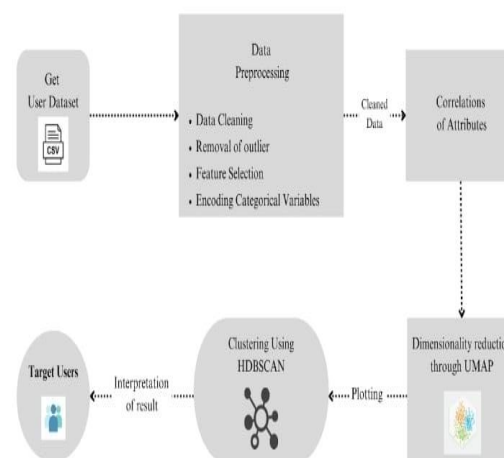 Get
User Dataset
CSV
Data
Preprocessing
• Data Cleaning
• Removal of outlier
• Feature Selection
• Encoding Categorical Variables
Cleaned
Data
Correlations
of Attributes
Dimensionality reductio
through UMAP
Plotting
Clustering Using
HDBSCAN
Interpretation
of result
Target Users